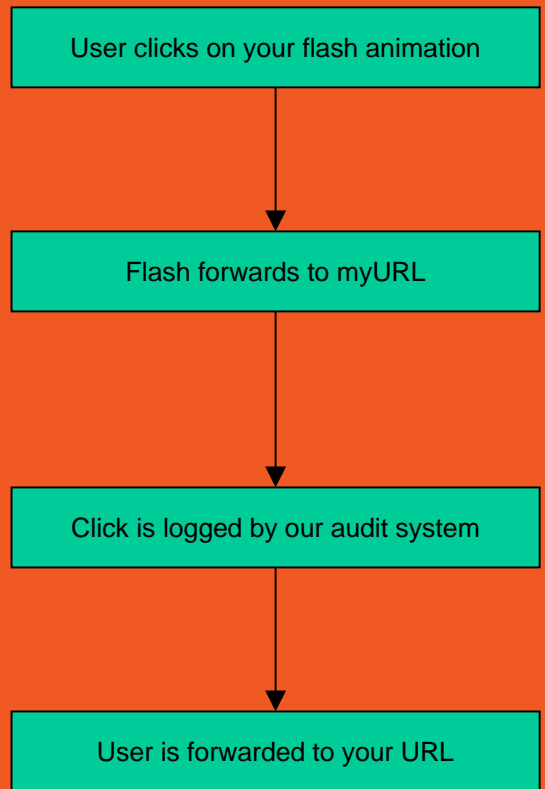 User clicks on your flash animation
Flash forwards to myURL
Click is logged by our audit system
User is forwarded to your URL